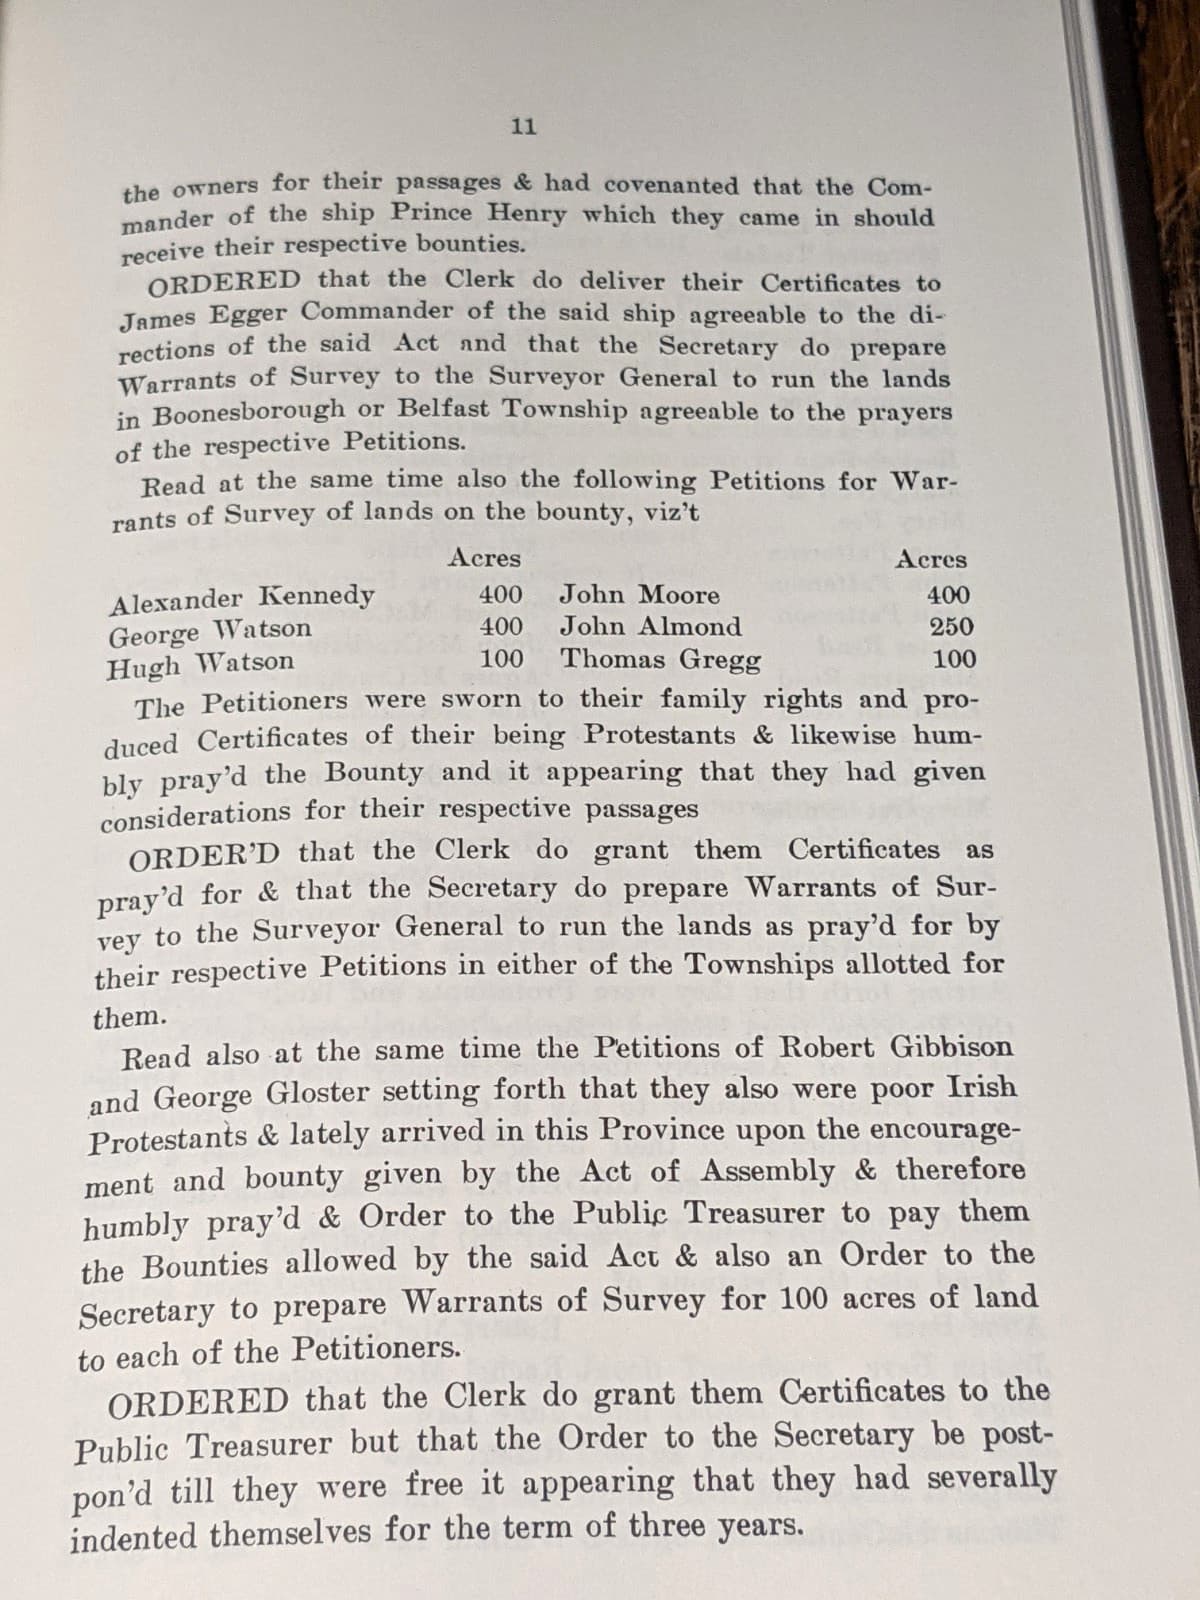 11
the owners for their passages & had covenanted that the Com-
mander of the ship Prince Henry which they came in should
receive their respective bounties.
ORDERED that the Clerk do deliver their Certificates to
James Egger Commander of the said ship agreeable to the di-
rections of the said Act and that the Secretary do prepare
Warrants of Survey to the Surveyor General to run the lands
in Boonesborough or Belfast Township agreeable to the prayers
of the respective Petitions.
Read at the same time also the following Petitions for War-
rants of Survey of lands on the bounty, viz't
Acres Acres
Alexander Kennedy 400 John Moore 400
George Watson 400 John Almond 250
Hugh Watson 100 Thomas Gregg 100
The Petitioners were sworn to their family rights and pro-
duced Certificates of their being Protestants & likewise hum-
bly pray'd the Bounty and it appearing that they had given
considerations for their respective passages
ORDER'D that the Clerk do grant them Certificates as
pray'd for & that the Secretary do prepare Warrants of Sur-
vey to the Surveyor General to run the lands as pray'd for by
their respective Petitions in either of the Townships allotted for
them.
Read also at the same time the Petitions of Robert Gibbison
and George Gloster setting forth that they also were poor Irish
Protestants & lately arrived in this Province upon the encourage-
ment and bounty given by the Act of Assembly & therefore
humbly pray'd & Order to the Public Treasurer to pay them
the Bounties allowed by the said Act & also an Order to the
Secretary to prepare Warrants of Survey for 100 acres of land
to each of the Petitioners.
ORDERED that the Clerk do grant them Certificates to the
Public Treasurer but that the Order to the Secretary be post-
pon'd till they were free it appearing that they had severally
indented themselves for the term of three years.